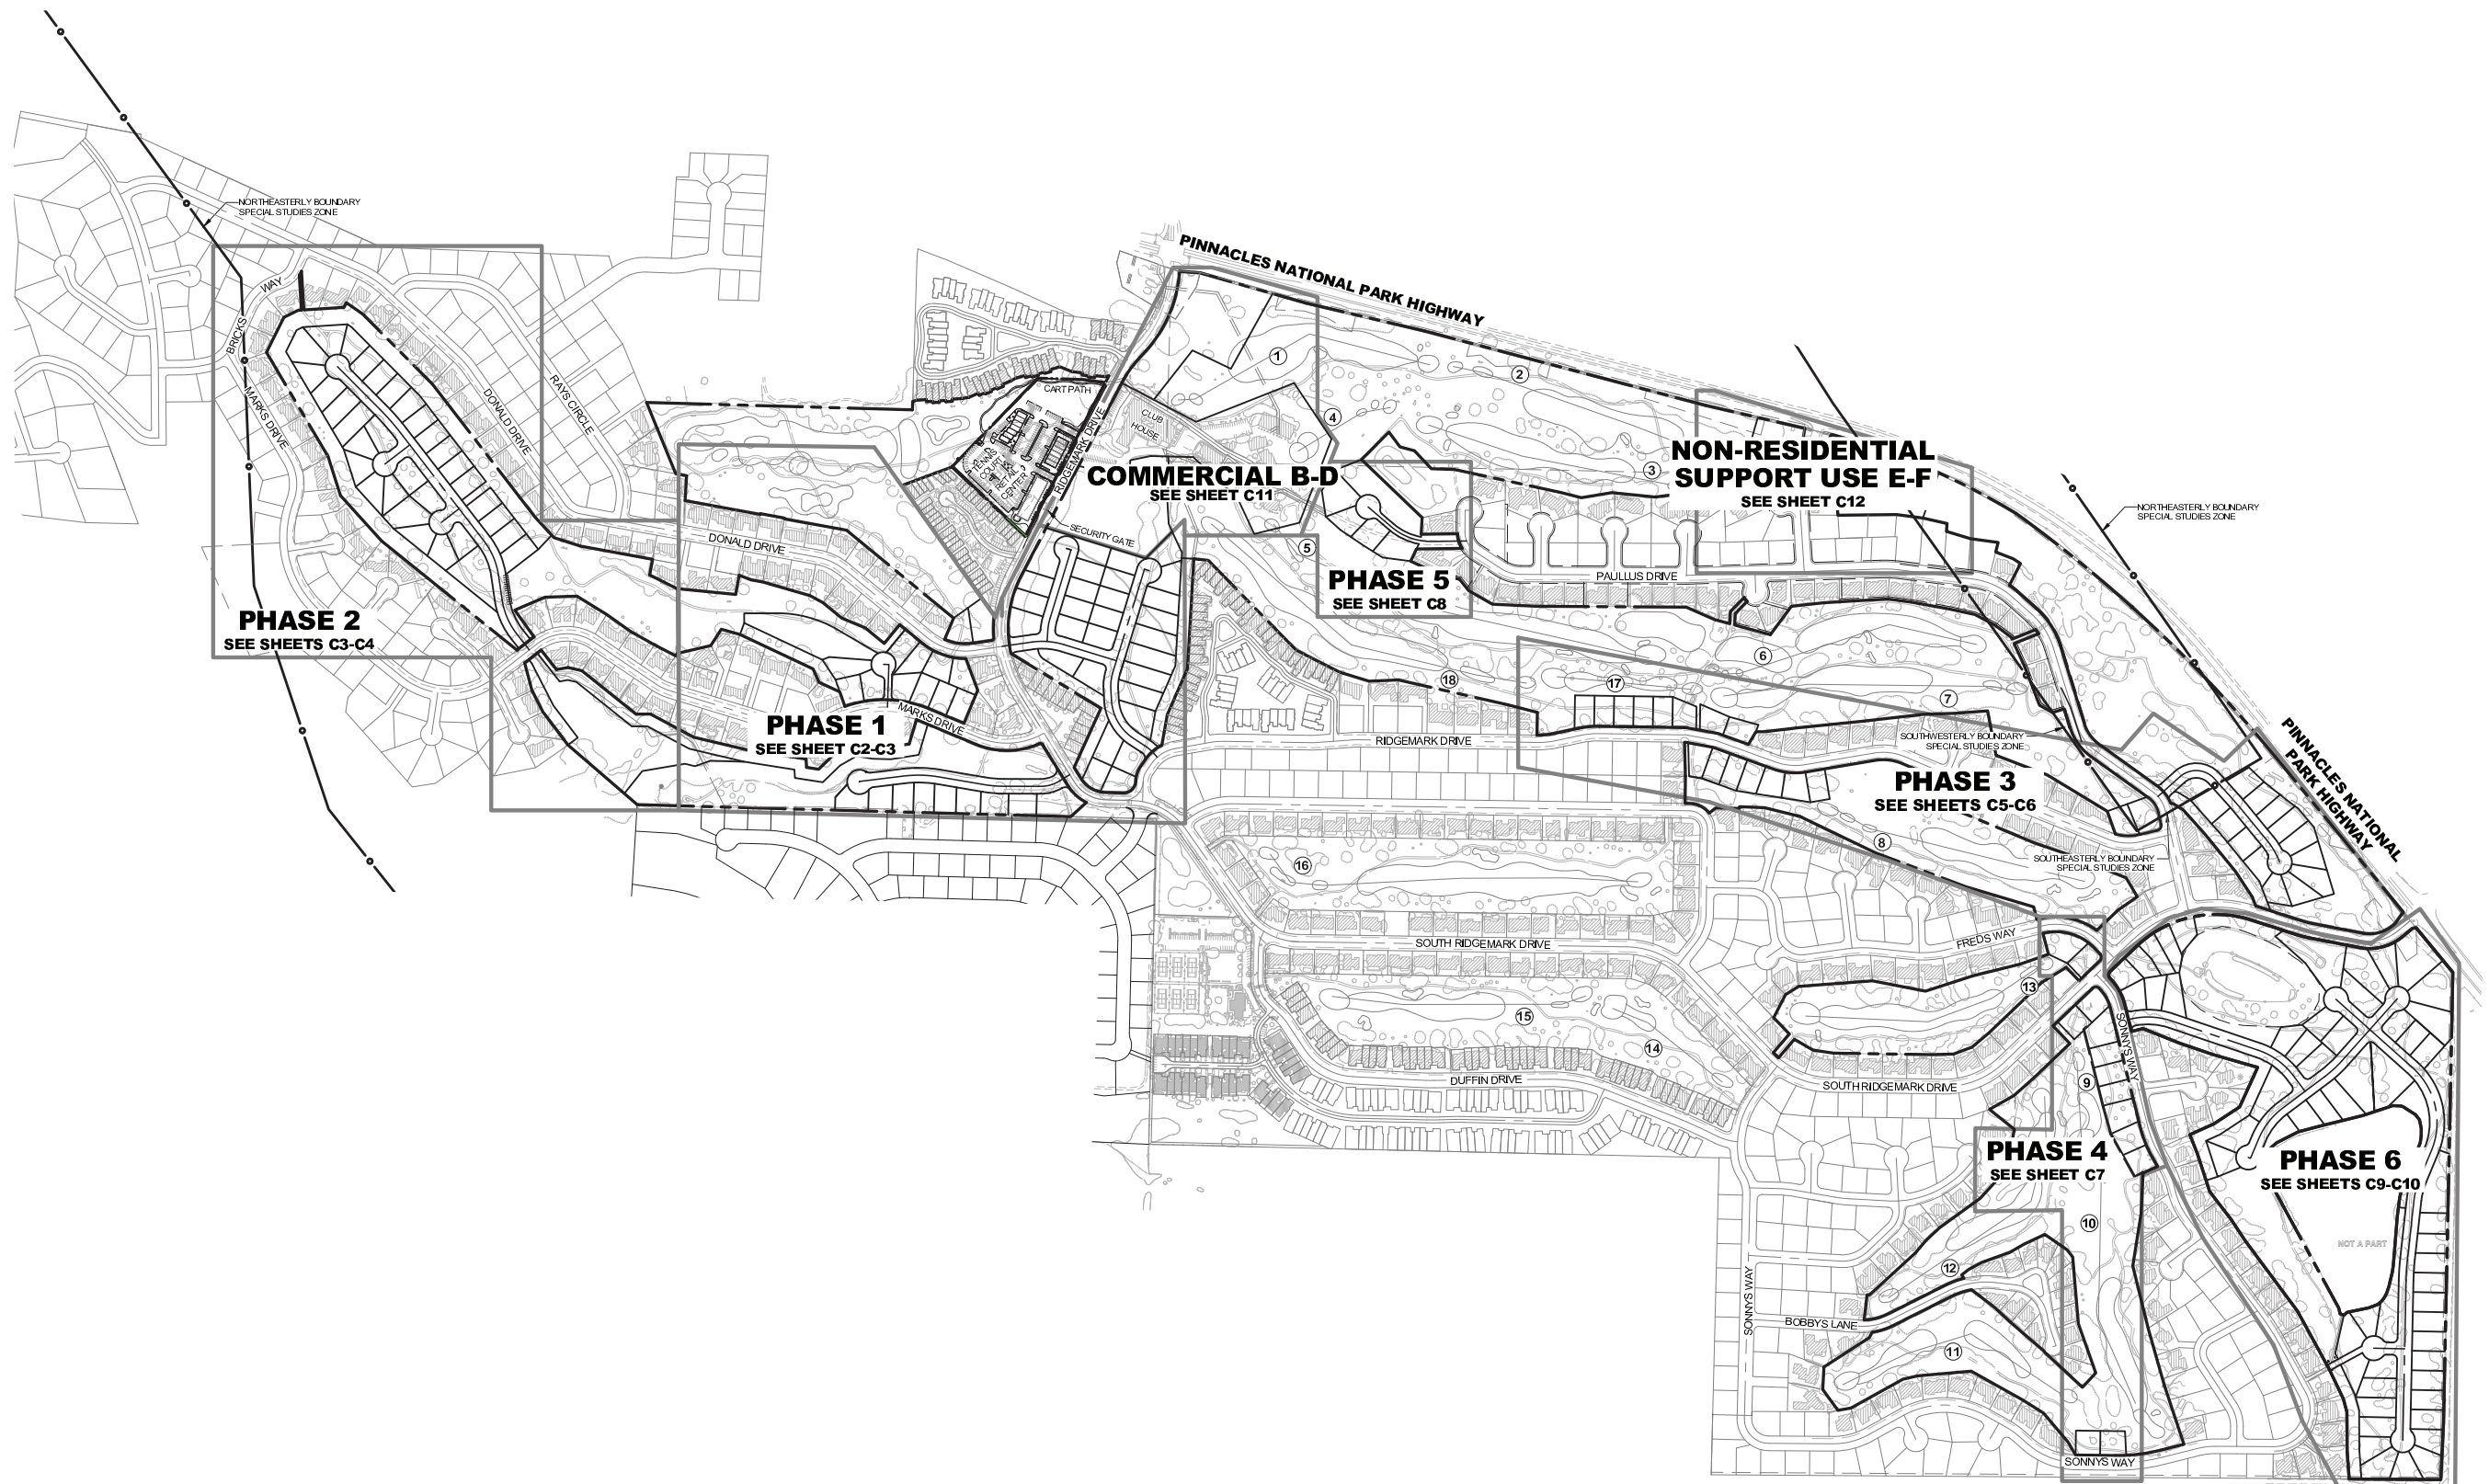 NORTHEASTERLY BOUNDARY
SPECIAL STUDIES ZONE
PINNACLES NATIONAL PARK HIGHWAY
BRICKS
WAY
MARKS DRIVE
DONALD DRIVE
RAYS CIRCLE
CART PATH
CLUB
HOUSE
RIDGEMARK DRIVE
TENNIS
COURT
RETAIL
CENTER
1
2
4
3
COMMERCIAL B-D
SEE SHEET C11
NON-RESIDENTIAL
SUPPORT USE E-F
SEE SHEET C12
NORTHEASTERLY BOUNDARY
SPECIAL STUDIES ZONE
DONALD DRIVE
SECURITY GATE
5
PHASE 5
SEE SHEET C8
PAULLUS DRIVE
PHASE 2
SEE SHEETS C3-C4
6
18
17
7
PHASE 1
SEE SHEET C2-C3
MARKS DRIVE
RIDGEMARK DRIVE
SOUTHWESTERLY BOUNDARY
SPECIAL STUDIES ZONE
PINNACLES NATIONAL
PARK HIGHWAY
PHASE 3
SEE SHEETS C5-C6
8
SOUTHEASTERLY BOUNDARY
SPECIAL STUDIES ZONE
16
SOUTH RIDGEMARK DRIVE
FREDS WAY
13
15
14
SONNYS WAY
9
DUFFIN DRIVE
SOUTH RIDGEMARK DRIVE
PHASE 4
SEE SHEET C7
PHASE 6
SEE SHEETS C9-C10
10
NOT A PART
12
SONNYS WAY
BOBBYS LANE
11
SONNYS WAY